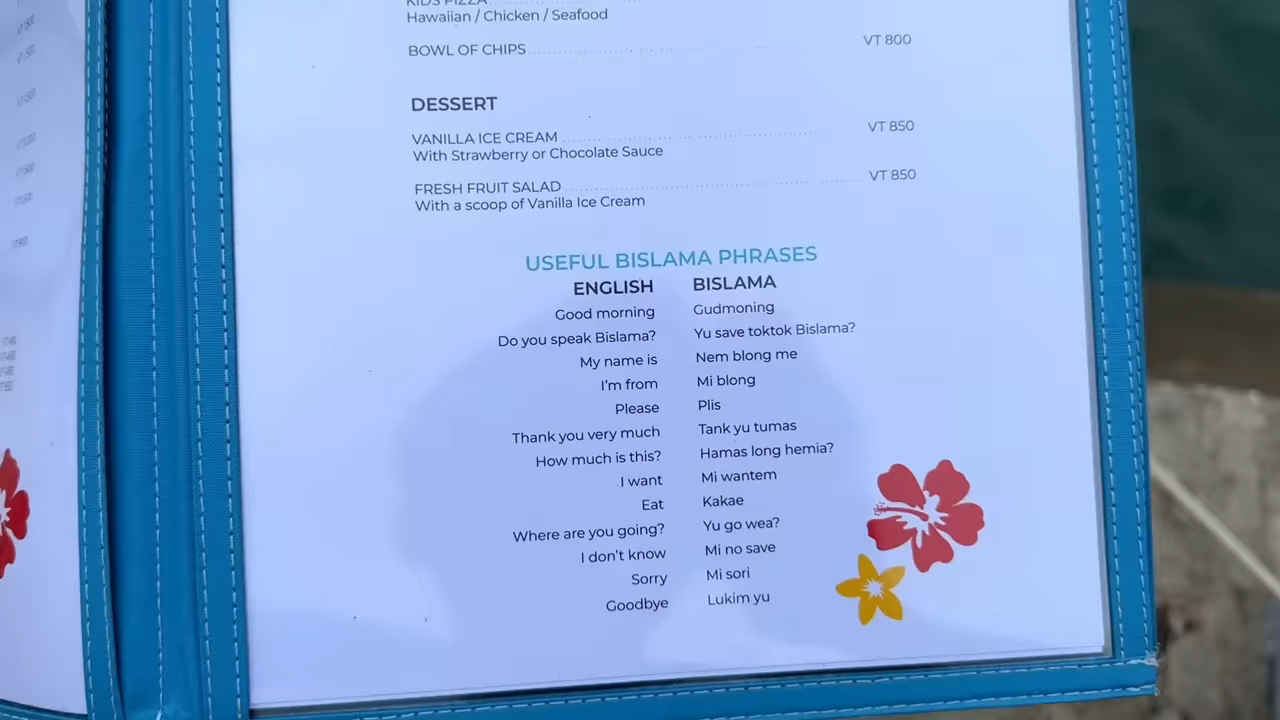 KIDS PIZZA
Hawaiian / Chicken / Seafood
BOWL OF CHIPS VT 800
DESSERT
VANILLA ICE CREAM VT 850
With Strawberry or Chocolate Sauce
FRESH FRUIT SALAD VT 850
With a scoop of Vanilla Ice Cream
USEFUL BISLAMA PHRASES
ENGLISH BISLAMA
Good morning Gudmoning
Do you speak Bislama? Yu save toktok Bislama?
My name is Nem blong me
I'm from Mi blong
Please Plis
Thank you very much Tank yu tumas
How much is this? Hamas long hemia?
I want Mi wantem
Eat Kakae
Where are you going? Yu go wea?
I don't know Mi no save
Sorry Mi sori
Goodbye Lukim yu